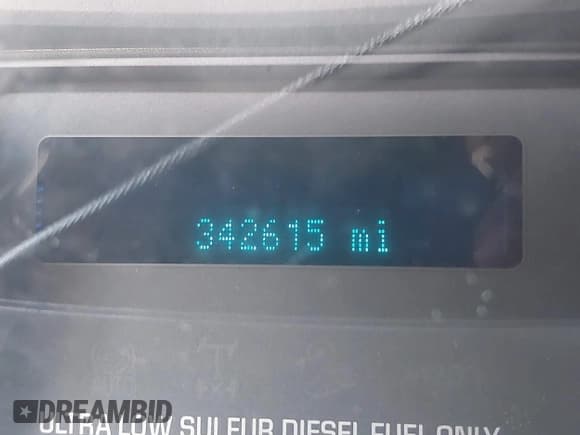 342615 mi
DREAMBID
ULTRA LOW SULFUR DIESEL FUEL ONLY